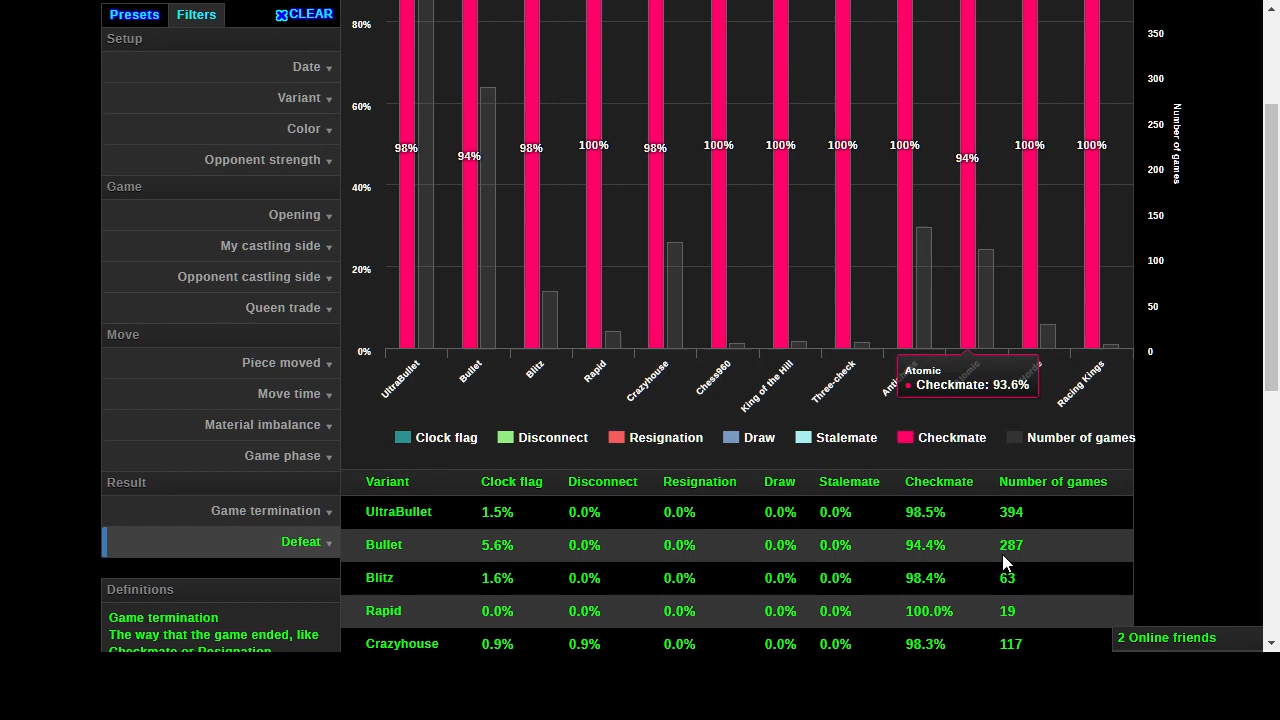 Presets
Filters
CLEAR
Setup
Date
Variant
Color
Opponent strength
Game
Opening
My castling side
Opponent castling side
Queen trade
Move
Piece moved
Move time
Material imbalance
Game phase
Result
Game termination
Defeat
Definitions
Game termination
The way that the game ended, like
Checkmate or Resignation
80%
60%
40%
20%
0%
98%
94%
98%
100%
98%
100%
100%
100%
100%
94%
100%
100%
350
300
250
200
150
100
50
0
Number of games
UltraBullet
Bullet
Blitz
Rapid
Crazyhouse
Chess960
King of the Hill
Three-check
Racing Kings
Atomic
Checkmate: 93.6%
Clock flag Disconnect Resignation Draw Stalemate Checkmate Number of games
Variant Clock flag Disconnect Resignation Draw Stalemate Checkmate Number of games
UltraBullet 1.5% 0.0% 0.0% 0.0% 0.0% 98.5% 394
Bullet 5.6% 0.0% 0.0% 0.0% 0.0% 94.4% 287
Blitz 1.6% 0.0% 0.0% 0.0% 0.0% 98.4% 63
Rapid 0.0% 0.0% 0.0% 0.0% 0.0% 100.0% 19
Crazyhouse 0.9% 0.9% 0.0% 0.0% 0.0% 98.3% 117
2 Online friends